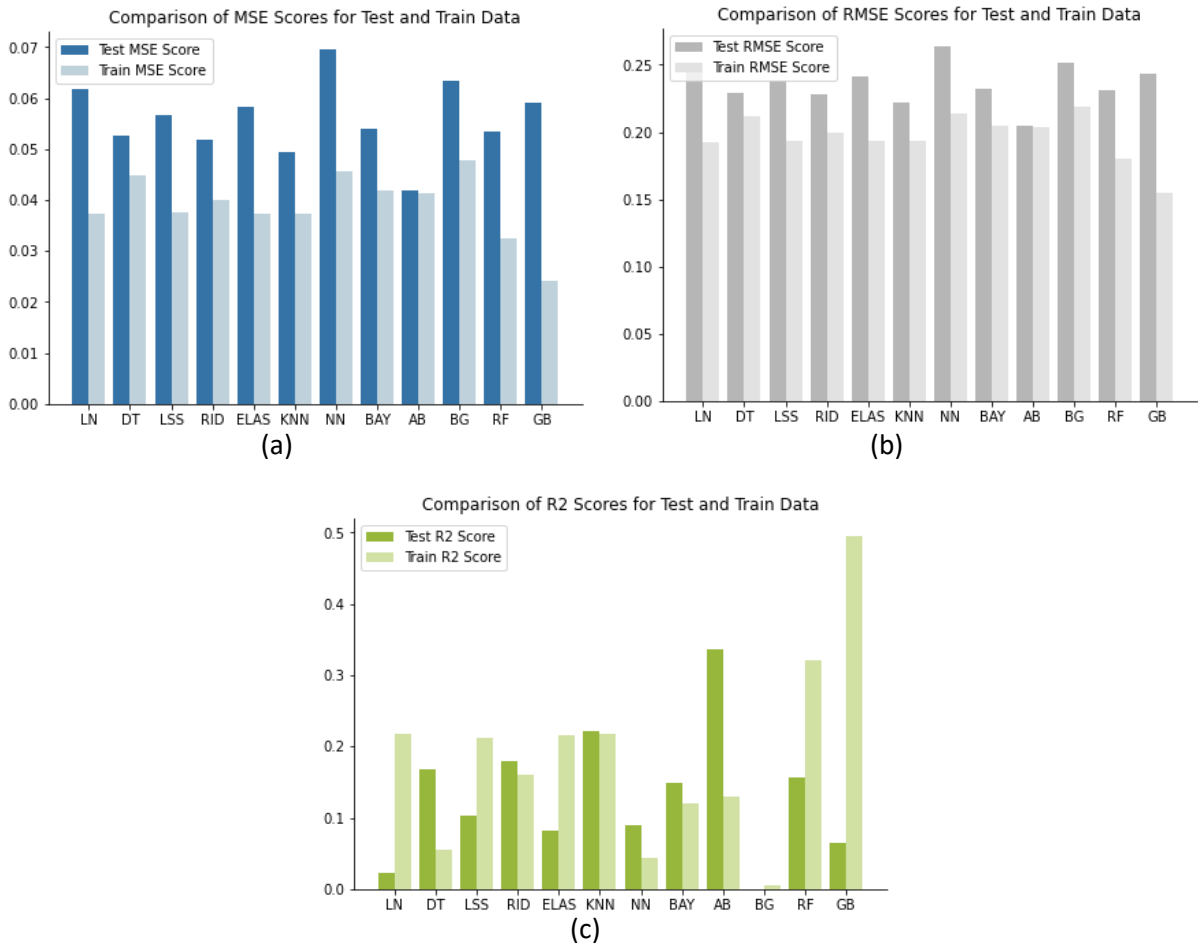 Comparison of MSE Scores for Test and Train Data
Test MSE Score
Train MSE Score
0.07
0.06
0.05
0.04
0.03
0.02
0.01
0.00
LN DT LSS RID ELAS KNN NN BAY AB BG RF GB
(a)
Comparison of RMSE Scores for Test and Train Data
Test RMSE Score
Train RMSE Score
0.25
0.20
0.15
0.10
0.05
0.00
LN DT LSS RID ELAS KNN NN BAY AB BG RF GB
(b)
Comparison of R2 Scores for Test and Train Data
Test R2 Score
Train R2 Score
0.5
0.4
0.3
0.2
0.1
0.0
LN DT LSS RID ELAS KNN NN BAY AB BG RF GB
(c)